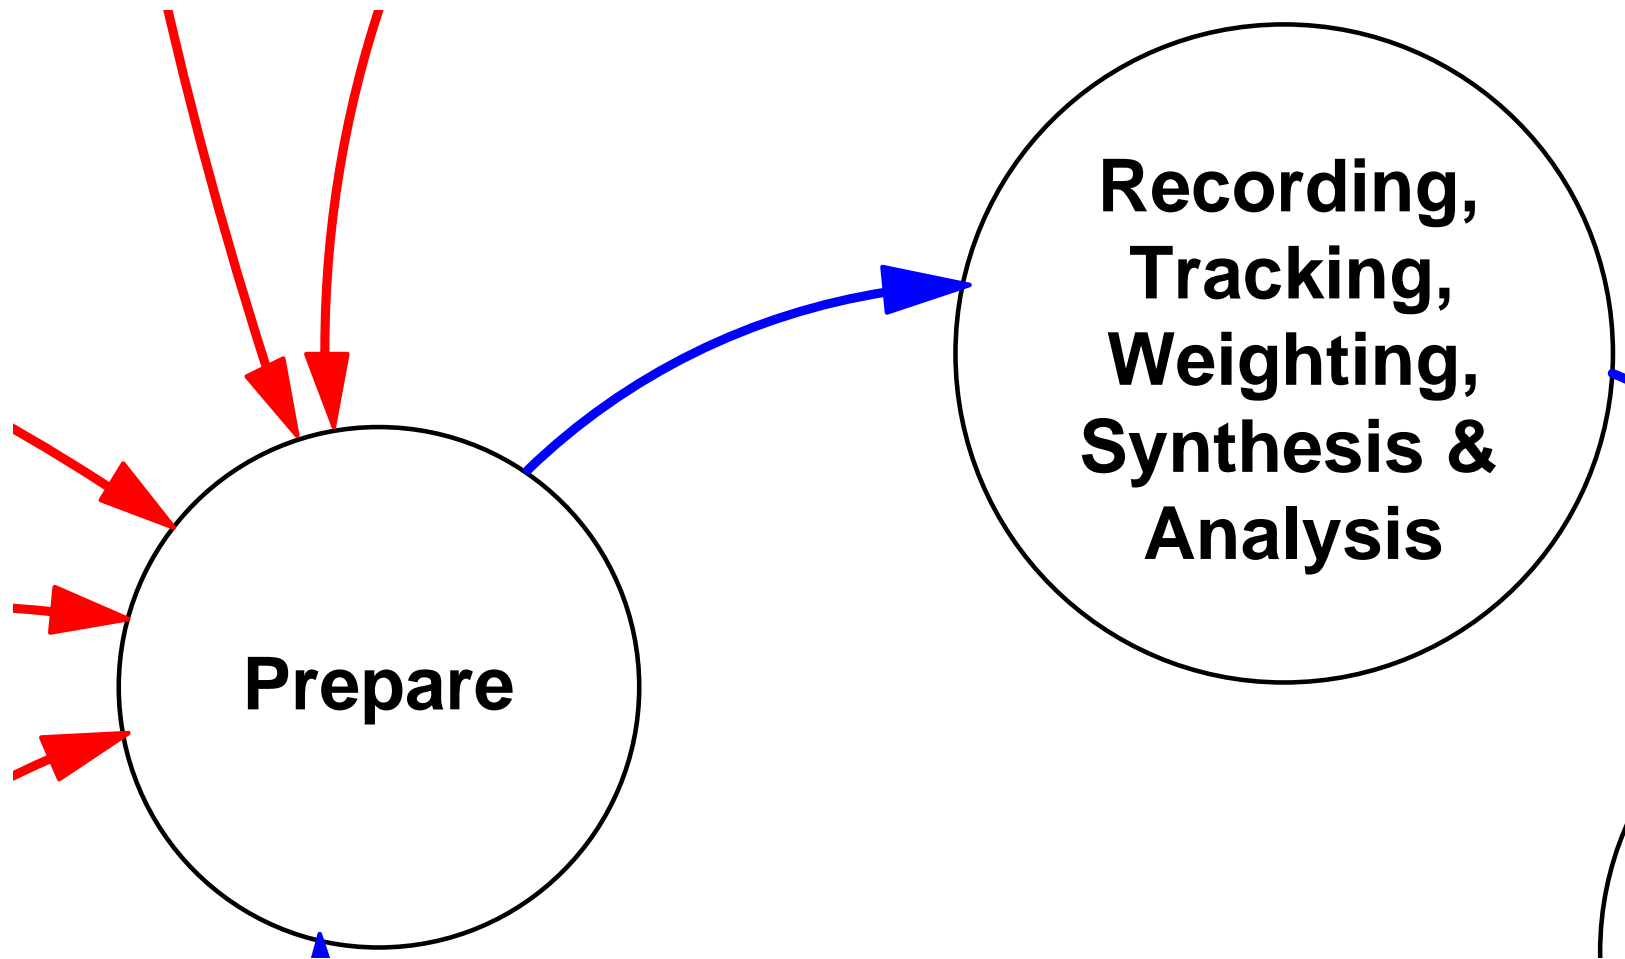 Recording,
Tracking,
Weighting,
Synthesis &
Analysis
Prepare